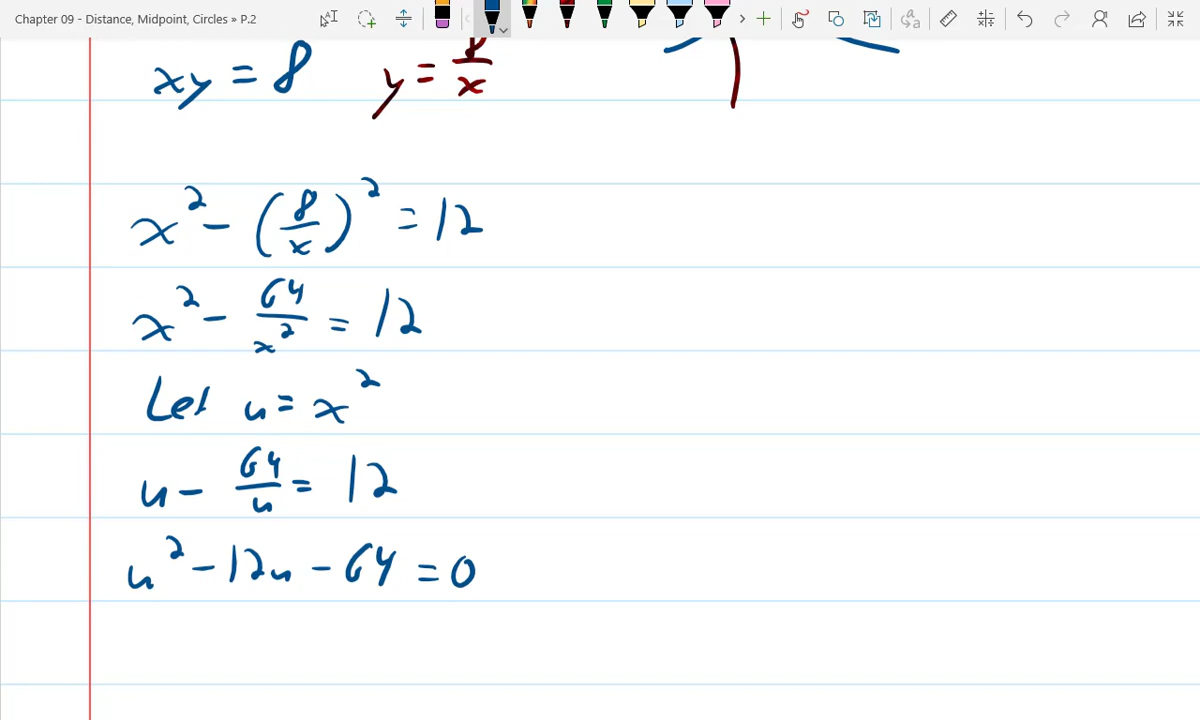 Chapter 09 - Distance, Midpoint, Circles » P.2
xy = 8 y = 8/x
x² - (8/x)² = 12
x² - 64/x² = 12
Let u = x²
u - 64/u = 12
u² - 12u - 64 = 0